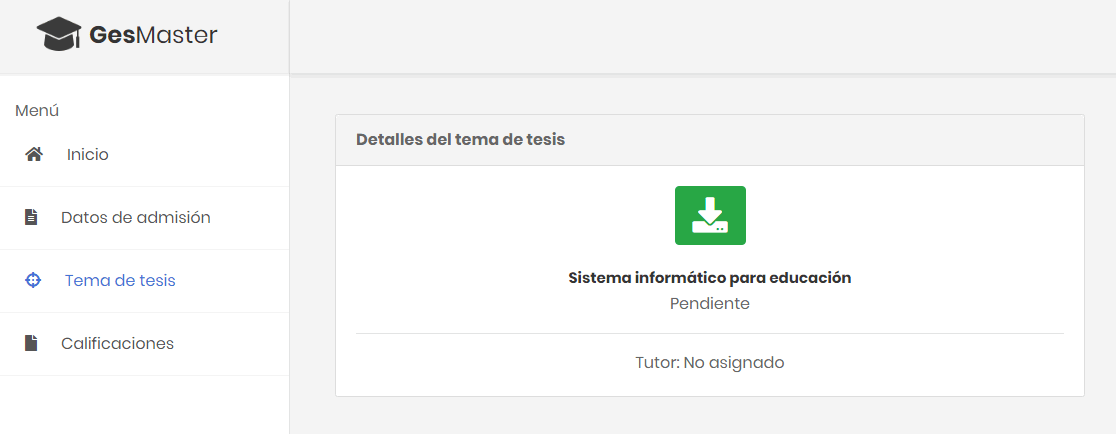 GesMaster
Menú
Inicio
Datos de admisión
Tema de tesis
Calificaciones
Detalles del tema de tesis
Sistema informático para educación
Pendiente
Tutor: No asignado